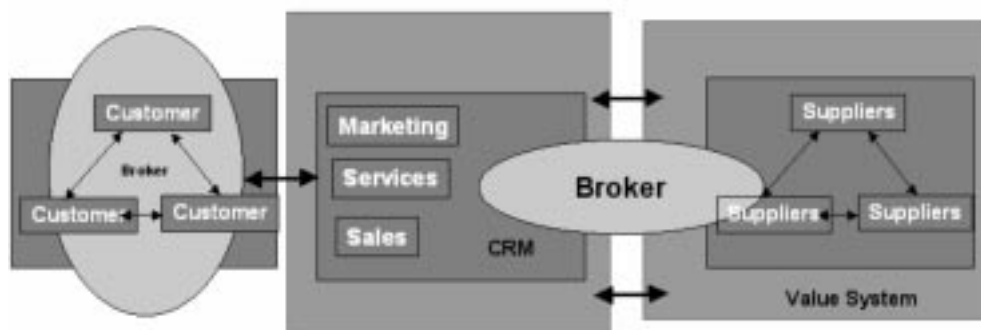 Customer
Broker
Customer
Customer
Marketing
Services
Sales
CRM
Broker
Suppliers
Suppliers
Suppliers
Value System